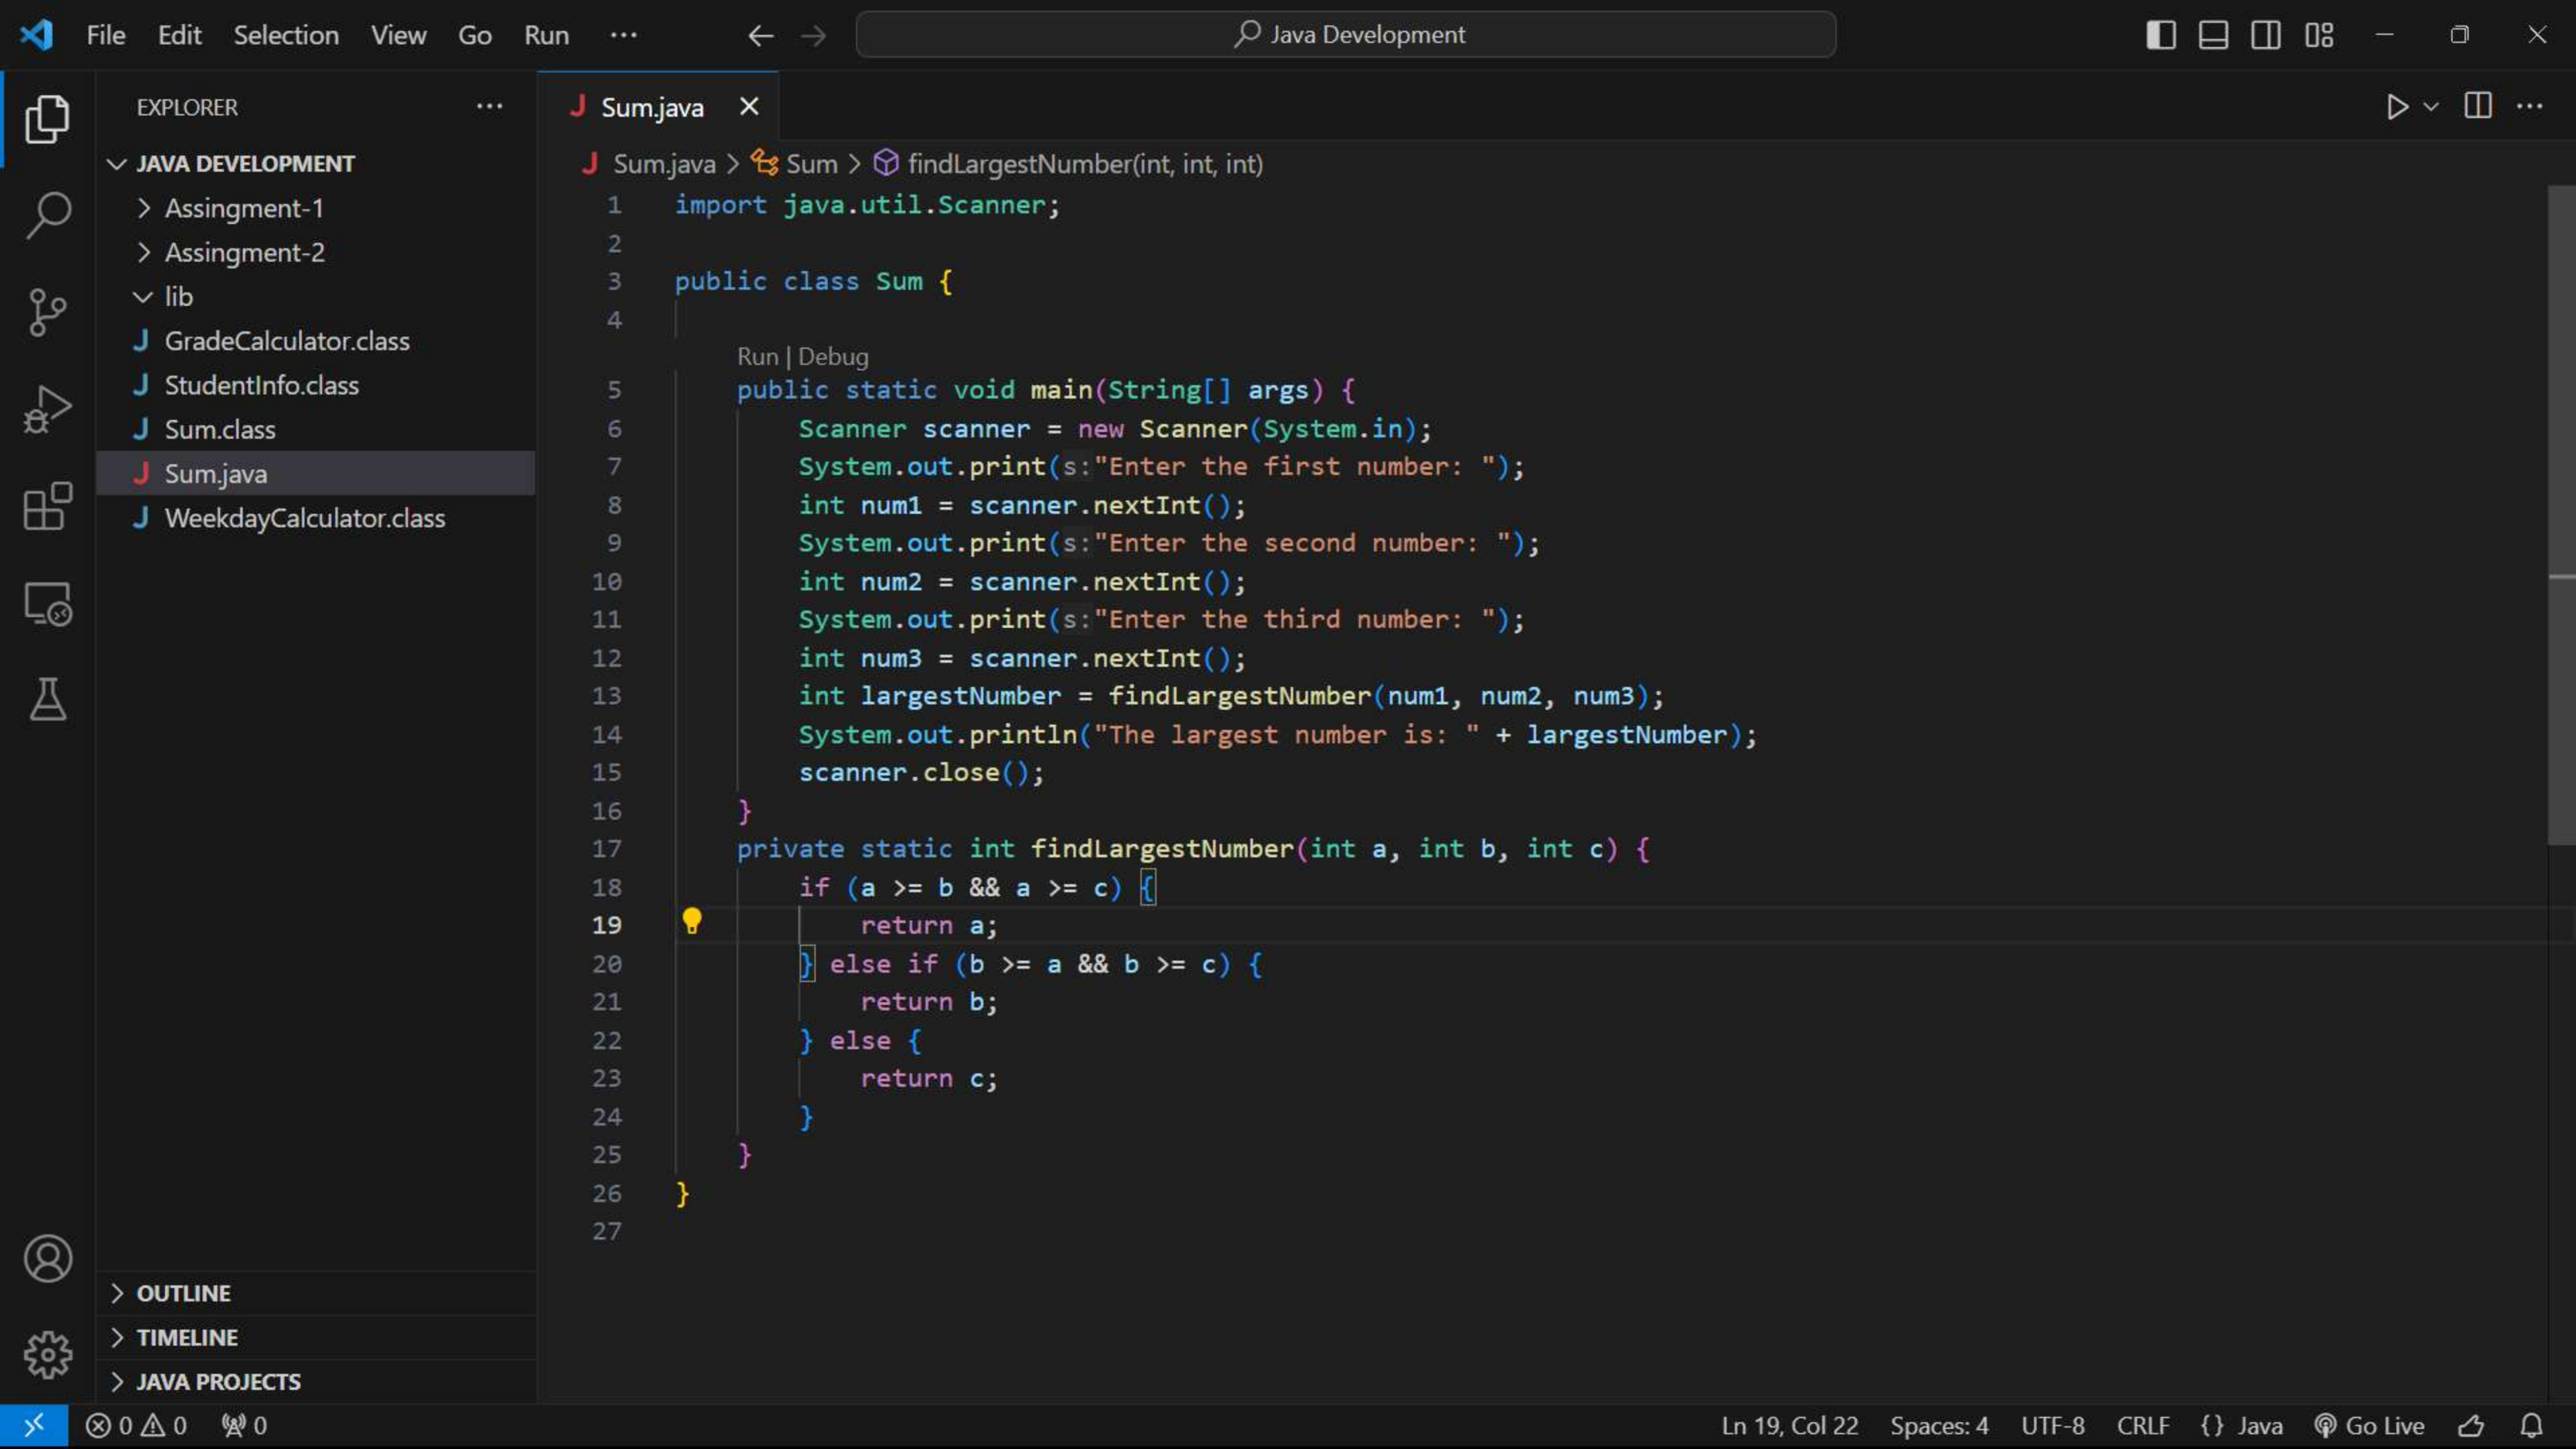 File Edit Selection View Go Run ... Java Development
EXPLORER ...
JAVA DEVELOPMENT
Assingment-1
Assingment-2
lib
GradeCalculator.class
StudentInfo.class
Sum.class
Sum.java
WeekdayCalculator.class
OUTLINE
TIMELINE
JAVA PROJECTS
Sum.java
Sum.java > Sum > findLargestNumber(int, int, int)
1 import java.util.Scanner;
2
3 public class Sum {
4
Run | Debug
5 public static void main(String[] args) {
6 Scanner scanner = new Scanner(System.in);
7 System.out.print(s:"Enter the first number: ");
8 int num1 = scanner.nextInt();
9 System.out.print(s:"Enter the second number: ");
10 int num2 = scanner.nextInt();
11 System.out.print(s:"Enter the third number: ");
12 int num3 = scanner.nextInt();
13 int largestNumber = findLargestNumber(num1, num2, num3);
14 System.out.println("The largest number is: " + largestNumber);
15 scanner.close();
16 }
17 private static int findLargestNumber(int a, int b, int c) {
18 if (a >= b && a >= c) {
19 return a;
20 } else if (b >= a && b >= c) {
21 return b;
22 } else {
23 return c;
24 }
25 }
26 }
27
0 0 0 Ln 19, Col 22 Spaces: 4 UTF-8 CRLF {} Java Go Live